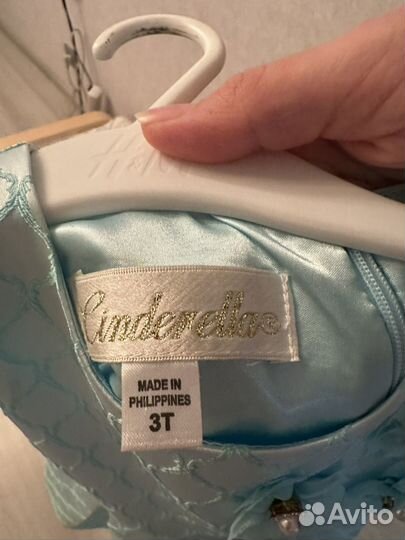 H&M
Cinderella®
MADE IN
PHILIPPINES
3T
Avito